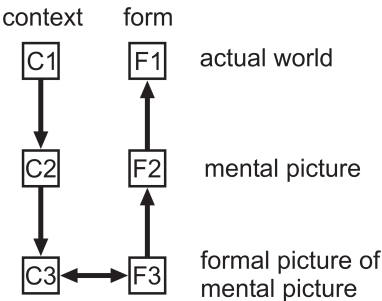 context form
C1 F1 actual world
C2 F2 mental picture
C3 F3 formal picture of
mental picture